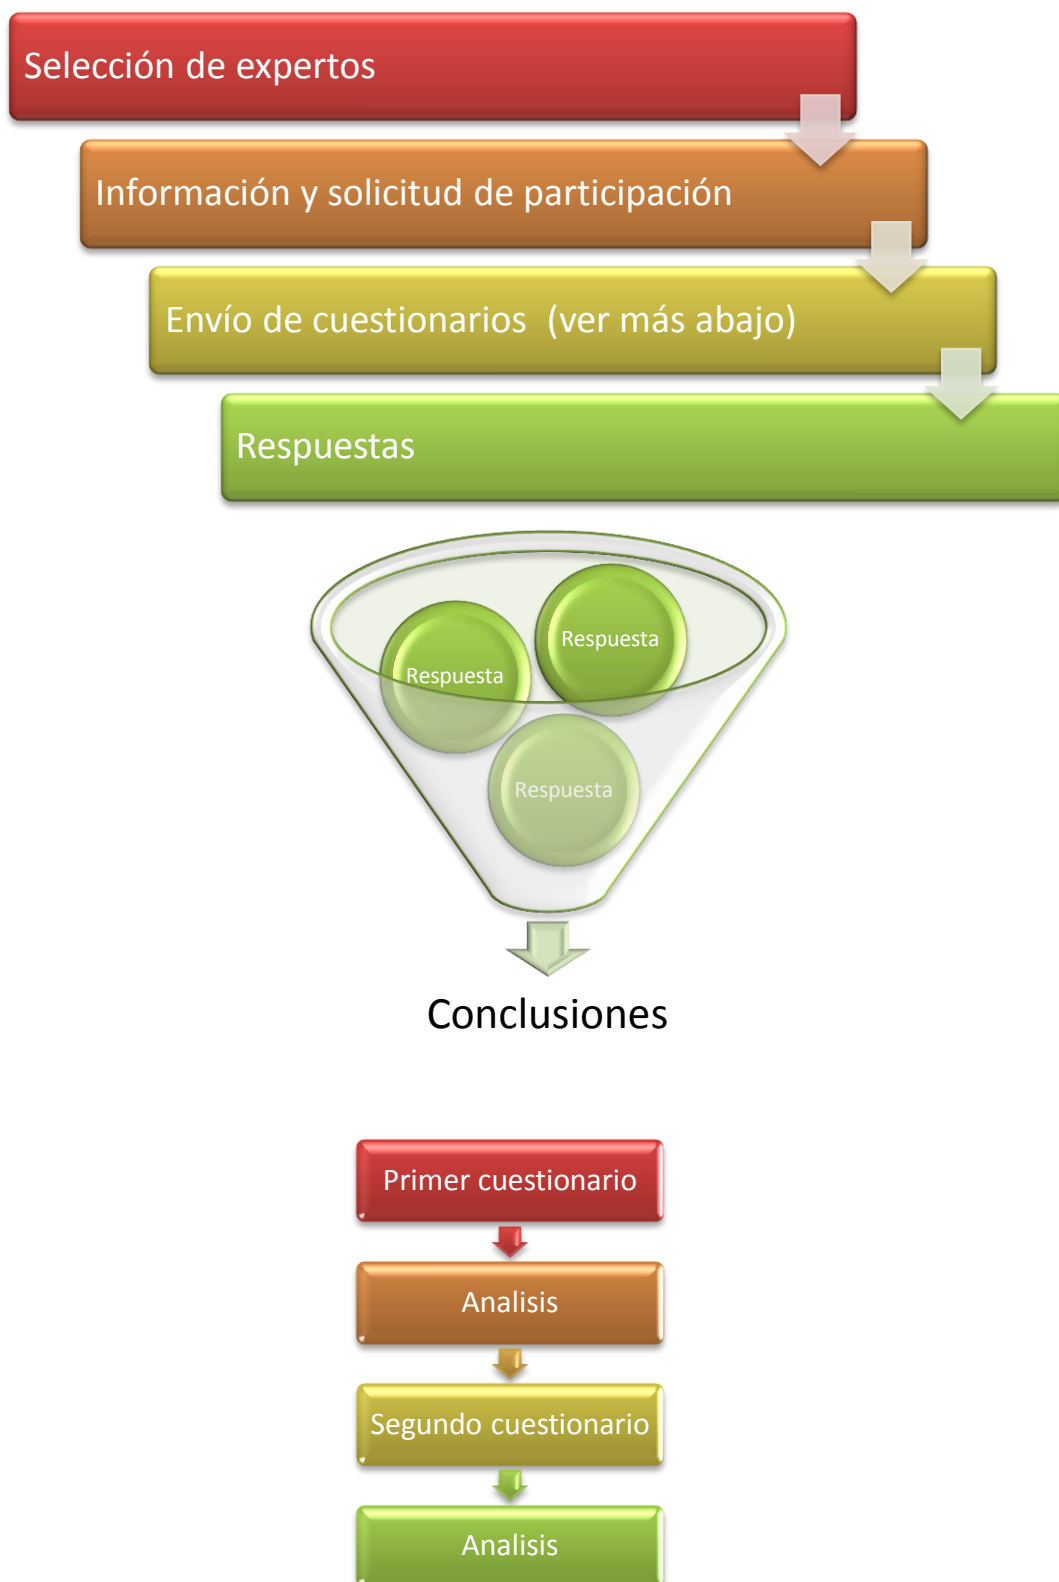 Selección de expertos
Información y solicitud de participación
Envío de cuestionarios  (ver más abajo)
Respuestas
Respuesta
Respuesta
Respuesta
Conclusiones
Primer cuestionario
Analisis
Segundo cuestionario
Analisis